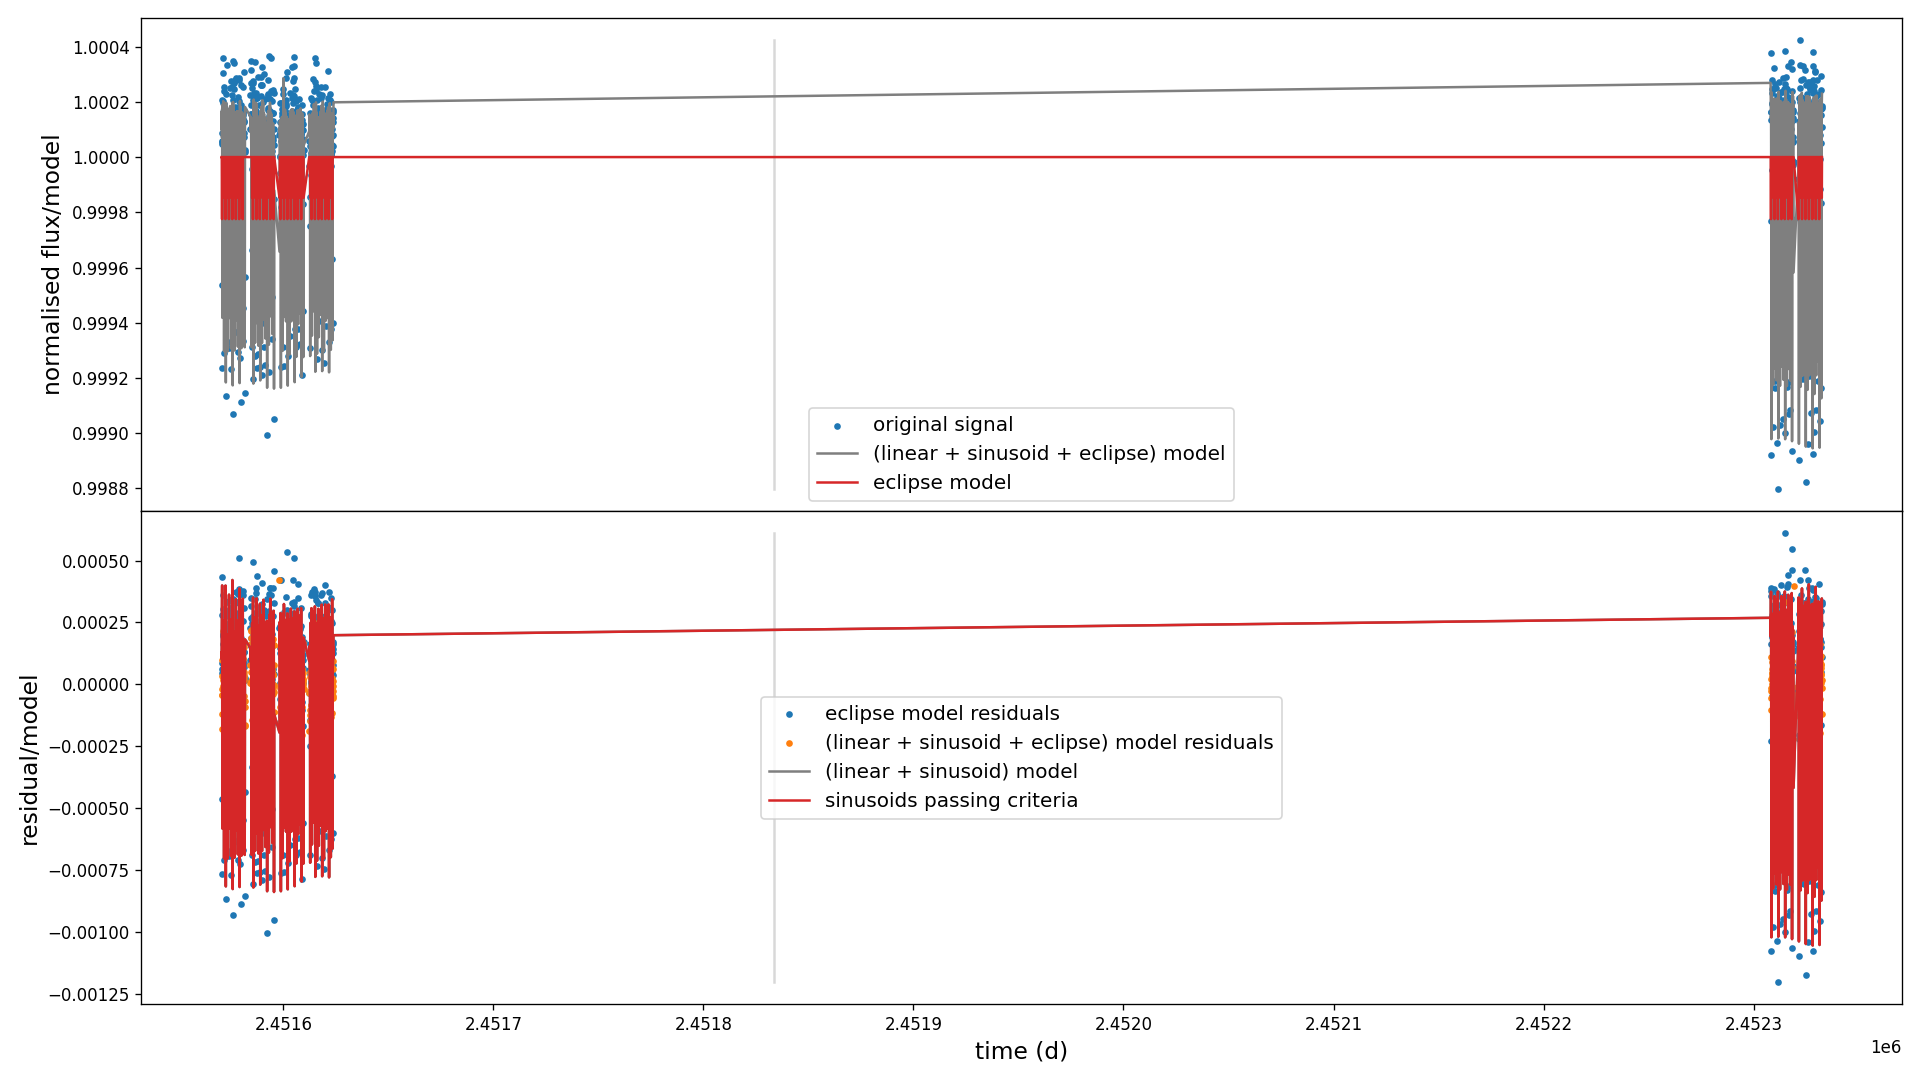 1.0004
1.0002
1.0000
0.9998
0.9996
0.9994
0.9992
0.9990
0.9988
normalised flux/model
original signal
(linear + sinusoid + eclipse) model
eclipse model
0.00050
0.00025
0.00000
−0.00025
−0.00050
−0.00075
−0.00100
−0.00125
residual/model
eclipse model residuals
(linear + sinusoid + eclipse) model residuals
(linear + sinusoid) model
sinusoids passing criteria
2.4516 2.4517 2.4518 2.4519 2.4520 2.4521 2.4522 2.4523
1e6
time (d)